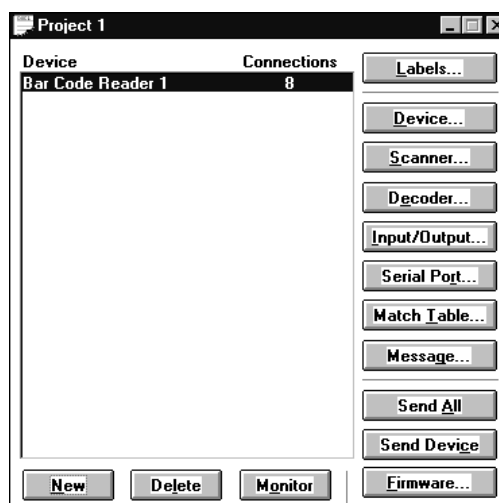 Project 1
Device Connections
Bar Code Reader 1 8
Labels...
Device...
Scanner...
Decoder...
Input/Output...
Serial Port...
Match Table...
Message...
Send All
Send Device
Firmware...
New Delete Monitor